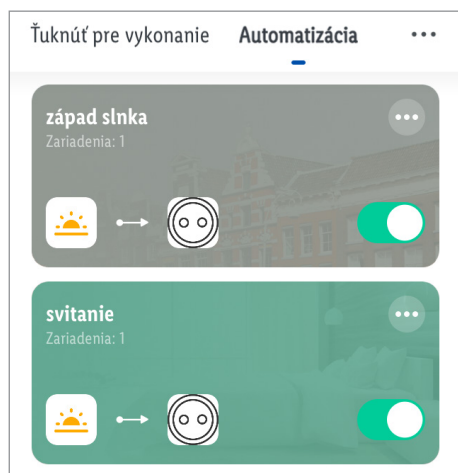 Ťuknúť pre vykonanie Automatizácia
západ slnka
Zariadenia: 1
svitanie
Zariadenia: 1